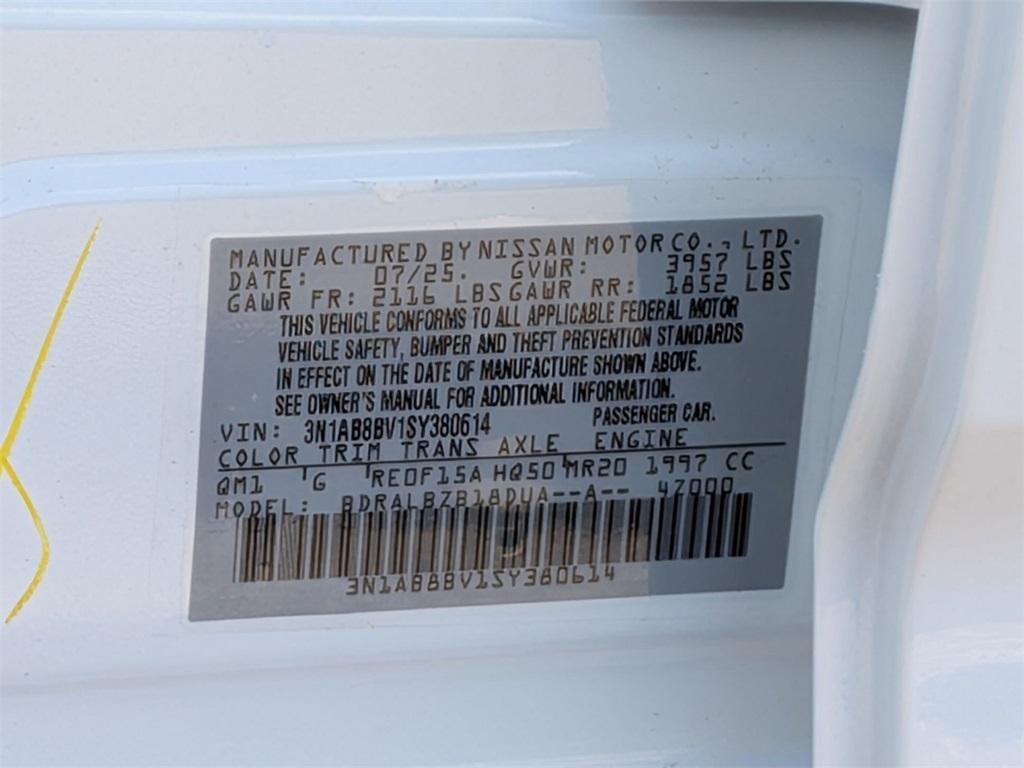 MANUFACTURED BY NISSAN MOTOR CO., LTD.
DATE: 07/25. GVWR: 3957 LBS
GAWR FR: 2116 LBS GAWR RR: 1852 LBS
THIS VEHICLE CONFORMS TO ALL APPLICABLE FEDERAL MOTOR
VEHICLE SAFETY, BUMPER AND THEFT PREVENTION STANDARDS
IN EFFECT ON THE DATE OF MANUFACTURE SHOWN ABOVE.
SEE OWNER'S MANUAL FOR ADDITIONAL INFORMATION.
VIN: 3N1AB8BV1SY380614 PASSENGER CAR.
COLOR TRIM TRANS AXLE ENGINE
QM1 G RE0F15A HQ50 MR20 1997 CC
MODEL: BDRALBZB18DUA--A-- 47000
3N1AB8BV1SY380614